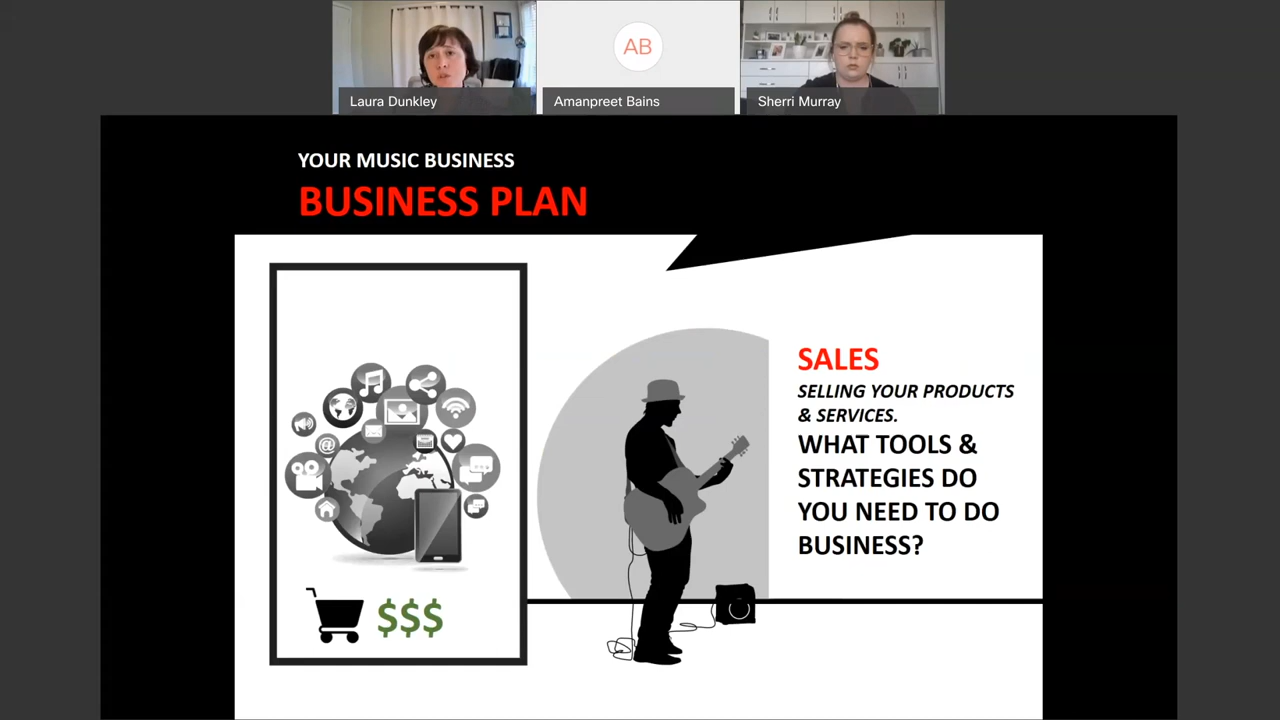 AB
Laura Dunkley
Amanpreet Bains
Sherri Murray
YOUR MUSIC BUSINESS
BUSINESS PLAN
SALES
SELLING YOUR PRODUCTS
& SERVICES.
WHAT TOOLS &
STRATEGIES DO
YOU NEED TO DO
BUSINESS?
@
$$$